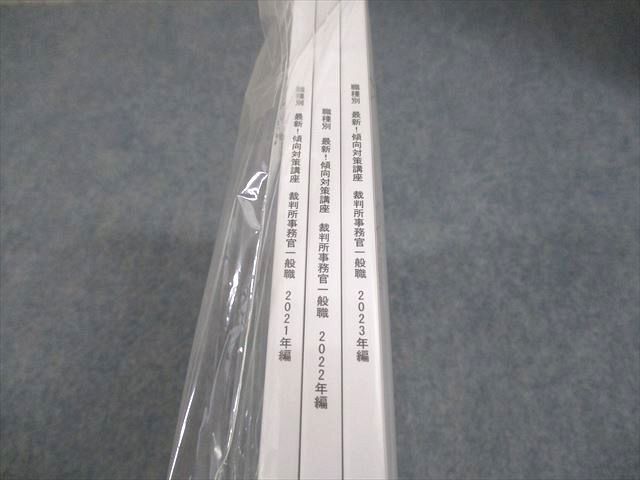 職種別 最新!傾向対策講座 裁判所事務官一般職 2021年編
職種別 最新!傾向対策講座 裁判所事務官一般職 2022年編
職種別 最新!傾向対策講座 裁判所事務官一般職 2023年編